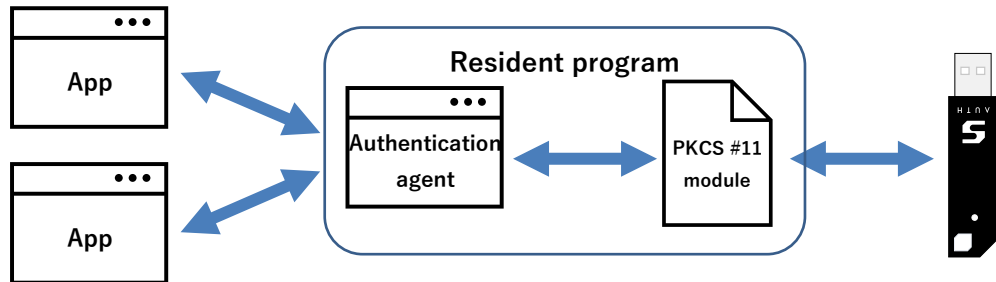 App
App
Resident program
Authentication
agent
PKCS #11
module
AUTH
S